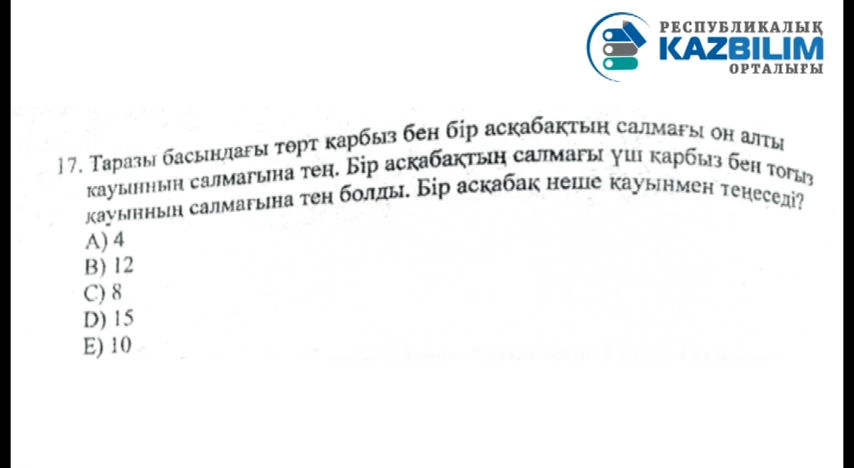 РЕСПУБЛИКАЛЫҚ
KAZBILIM
ОРТАЛЫҒЫ
17. Таразы басындағы төрт қарбыз бен бір асқабақтың салмағы он алты
қауынның салмағына тең. Бір асқабақтың салмағы үш қарбыз бен тоғыз
қауынның салмағына тең болды. Бір асқабақ неше қауынмен теңеседі?
A) 4
B) 12
C) 8
D) 15
E) 10